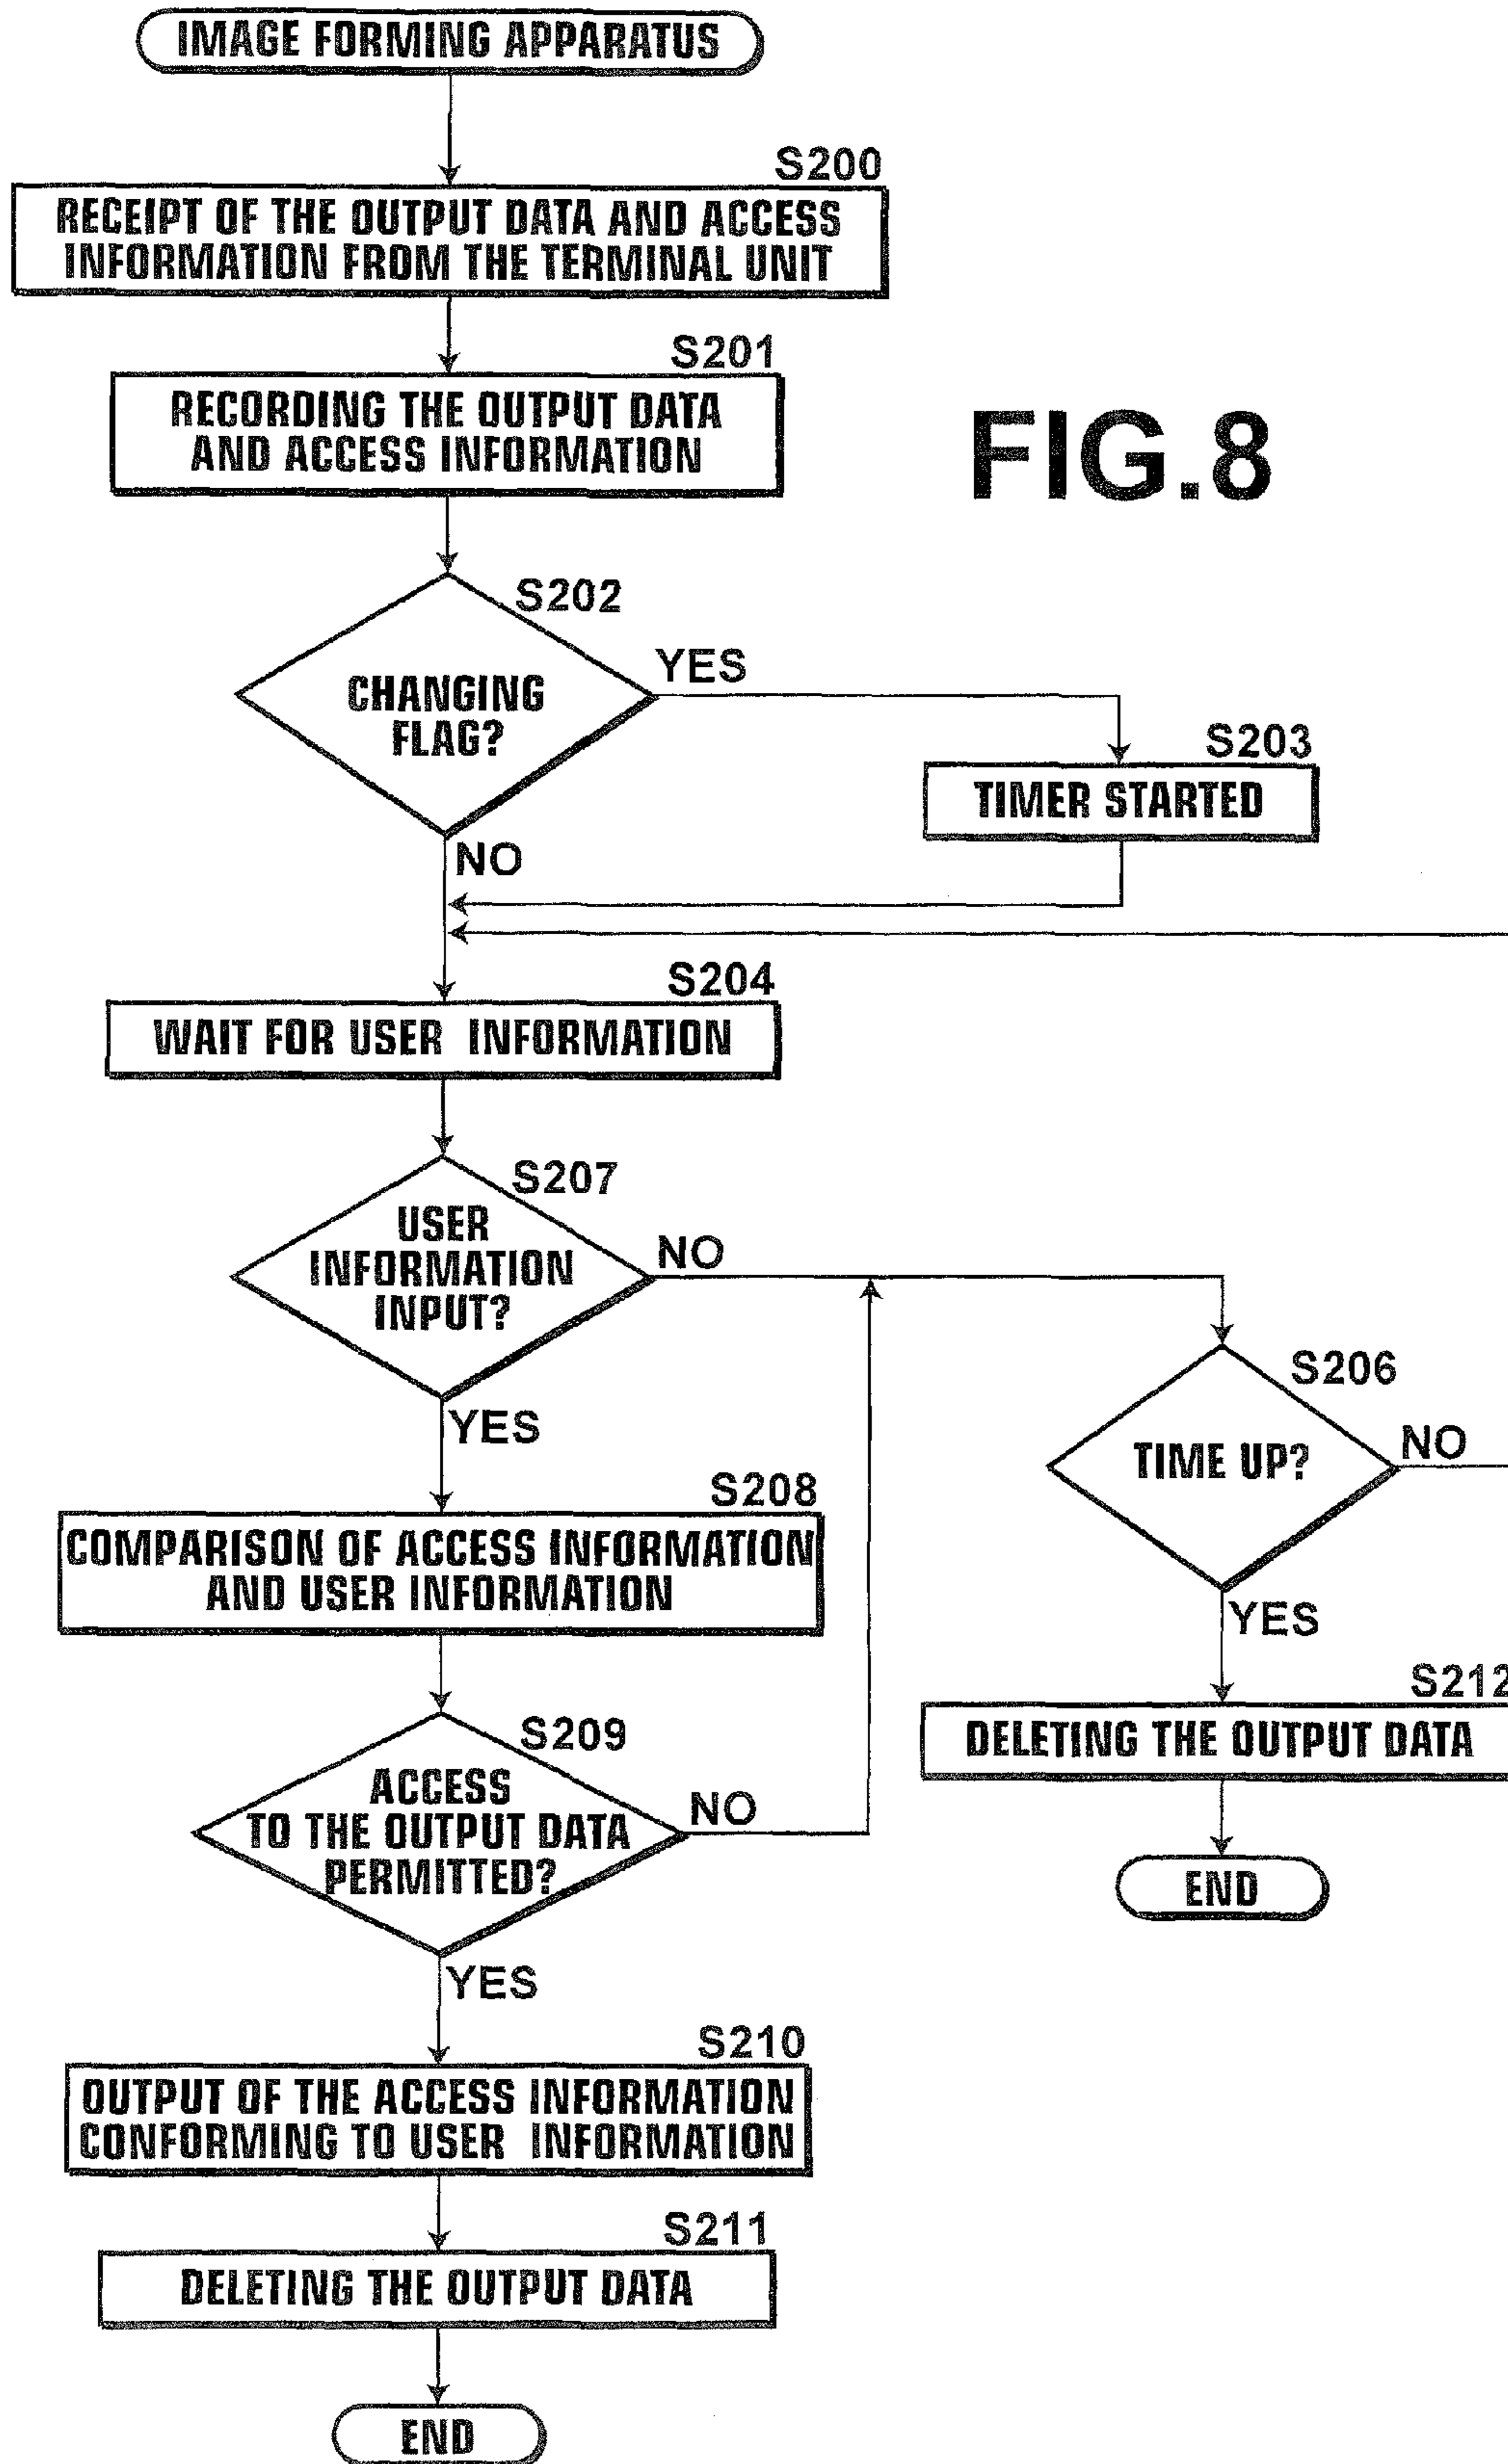 IMAGE FORMING APPARATUS
S200
RECEIPT OF THE OUTPUT DATA AND ACCESS
INFORMATION FROM THE TERMINAL UNIT
S201
RECORDING THE OUTPUT DATA
AND ACCESS INFORMATION
FIG.8
S202
CHANGING
FLAG?
YES
S203
TIMER STARTED
NO
S204
WAIT FOR USER INFORMATION
S207
USER
INFORMATION
INPUT?
NO
YES
S206
TIME UP?
NO
YES
S208
COMPARISON OF ACCESS INFORMATION
AND USER INFORMATION
S212
DELETING THE OUTPUT DATA
END
S209
ACCESS
TO THE OUTPUT DATA
PERMITTED?
NO
YES
S210
OUTPUT OF THE ACCESS INFORMATION
CONFORMING TO USER INFORMATION
S211
DELETING THE OUTPUT DATA
END